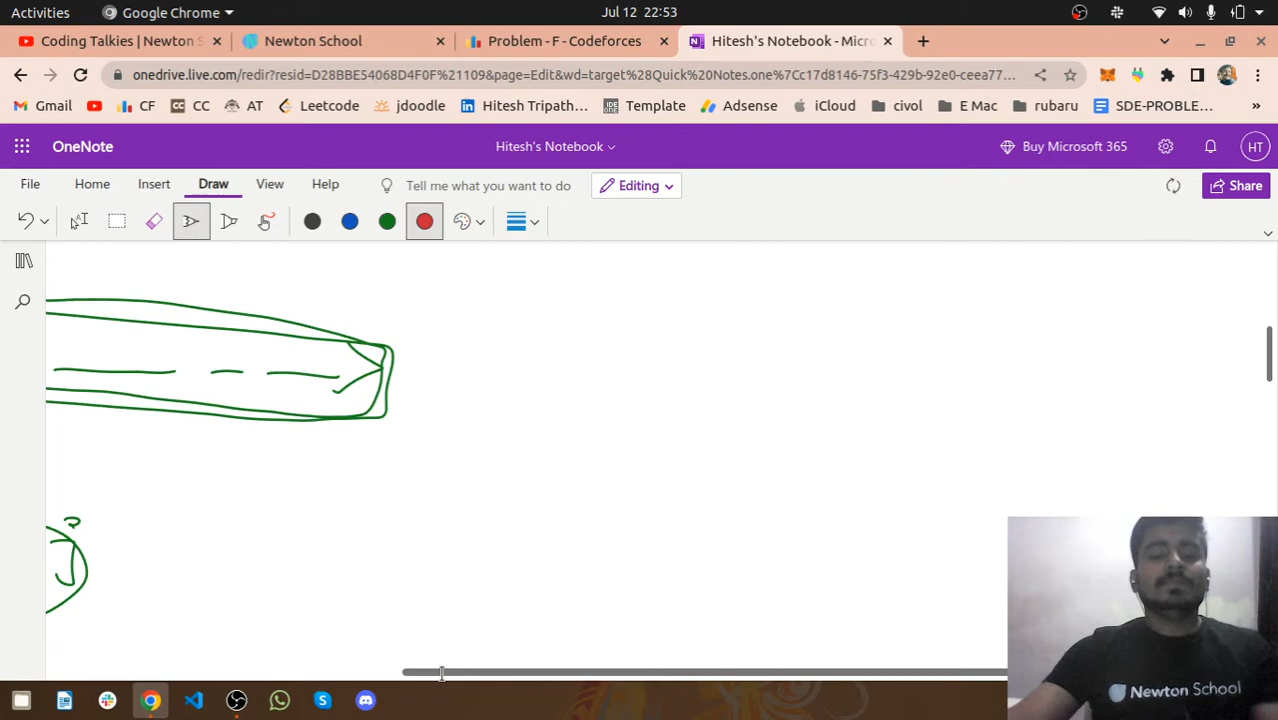 Activities Google Chrome Jul 12 22:53
Coding Talkies | Newton S Newton School Problem - F - Codeforces Hitesh's Notebook - Micro
onedrive.live.com/redir?resid=D28BBE54068D4F0F%21109&page=Edit&wd=target%28Quick%20Notes.one%7Cc17d8146-75f3-429b-92e0-ceea77...
Gmail CF CC AT Leetcode jdoodle Hitesh Tripath... Template Adsense iCloud civol E Mac rubaru SDE-PROBLE... »
OneNote Hitesh's Notebook Buy Microsoft 365 HT
File Home Insert Draw View Help Tell me what you want to do Editing Share
J
Newton School